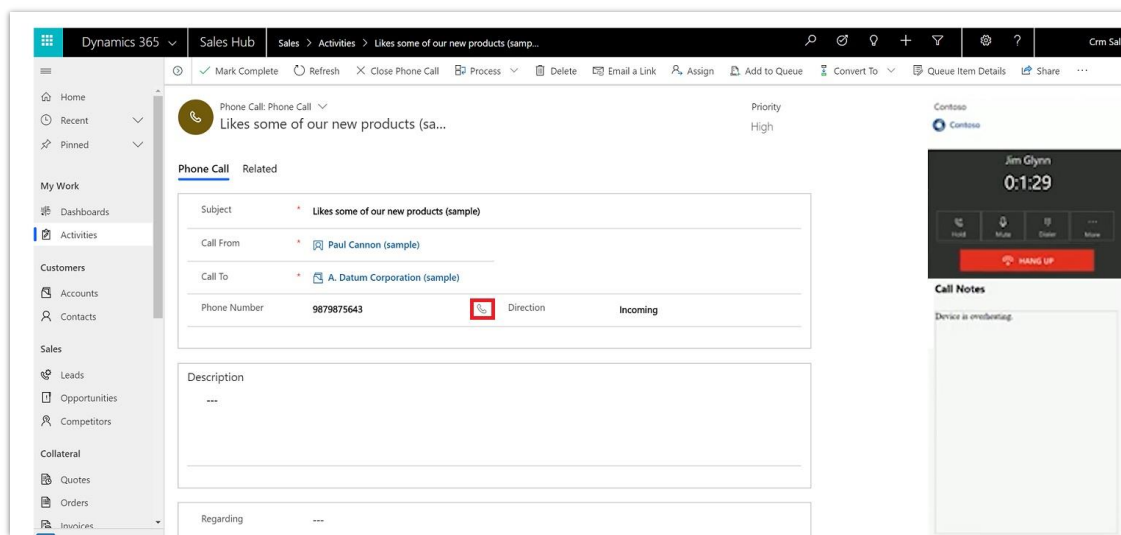 Dynamics 365 Sales Hub Sales > Activities > Likes some of our new products (samp... ? Crm Sal
Mark Complete Refresh Close Phone Call Process Delete Email a Link Assign Add to Queue Convert To Queue Item Details Share ...
Home
Recent
Pinned
My Work
Dashboards
Activities
Customers
Accounts
Contacts
Sales
Leads
Opportunities
Competitors
Collateral
Quotes
Orders
Invoices
Phone Call: Phone Call
Likes some of our new products (sa...
Priority
High
Phone Call Related
Subject * Likes some of our new products (sample)
Call From * Paul Cannon (sample)
Call To * A. Datum Corporation (sample)
Phone Number 9879875643 Direction Incoming
Description
---
Regarding ---
Contoso
Contoso
Jim Glynn
0:1:29
Hold Mute Dialer More
HANG UP
Call Notes
Device is overheating.